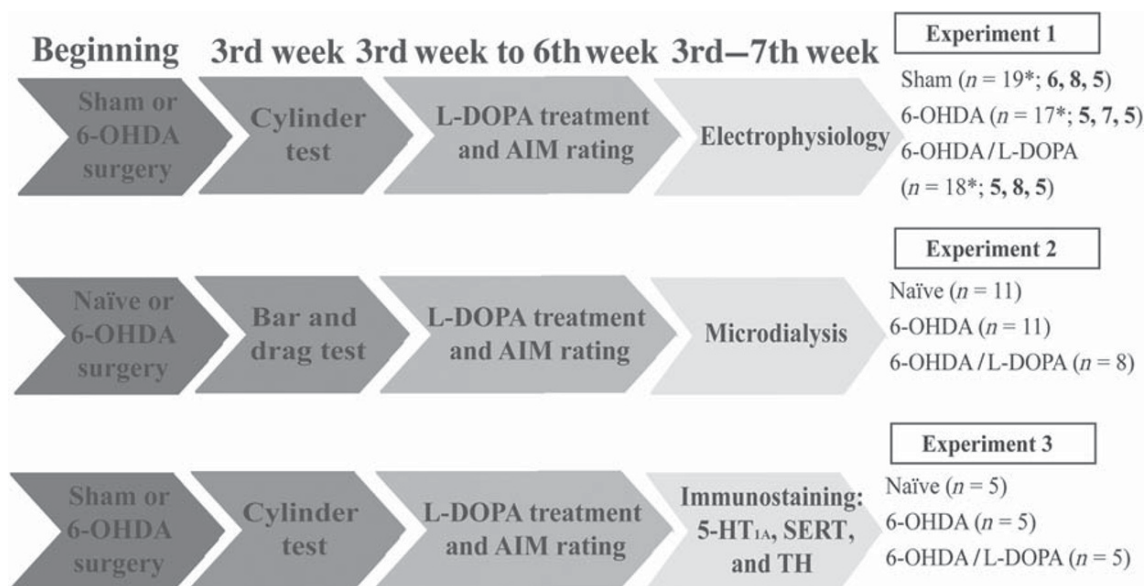 Beginning
3rd week
3rd week to 6th week
3rd–7th week
Experiment 1
Sham or
6-OHDA
surgery
Cylinder
test
L-DOPA treatment
and AIM rating
Electrophysiology
Sham (n = 19*; 6, 8, 5)
6-OHDA (n = 17*; 5, 7, 5)
6-OHDA/L-DOPA
(n = 18*; 5, 8, 5)
Experiment 2
Naïve or
6-OHDA
surgery
Bar and
drag test
L-DOPA treatment
and AIM rating
Microdialysis
Naïve (n = 11)
6-OHDA (n = 11)
6-OHDA/L-DOPA (n = 8)
Experiment 3
Sham or
6-OHDA
surgery
Cylinder
test
L-DOPA treatment
and AIM rating
Immunostaining:
5-HT1A, SERT,
and TH
Naïve (n = 5)
6-OHDA (n = 5)
6-OHDA/L-DOPA (n = 5)